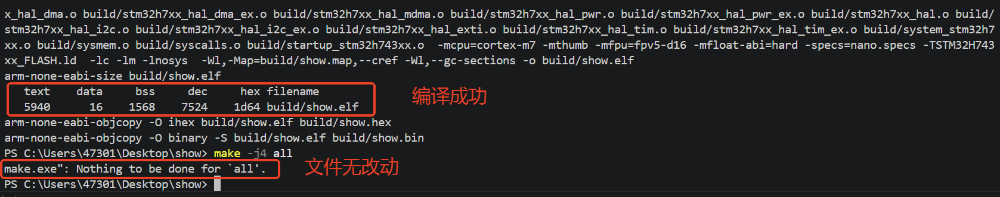 x_hal_dma.o build/stm32h7xx_hal_dma_ex.o build/stm32h7xx_hal_mdma.o build/stm32h7xx_hal_pwr.o build/stm32h7xx_hal_pwr_ex.o build/stm32h7xx_hal.o build/
stm32h7xx_hal_i2c.o build/stm32h7xx_hal_i2c_ex.o build/stm32h7xx_hal_exti.o build/stm32h7xx_hal_tim.o build/stm32h7xx_hal_tim_ex.o build/system_stm32h7
xx.o build/sysmem.o build/syscalls.o build/startup_stm32h743xx.o  -mcpu=cortex-m7 -mthumb -mfpu=fpv5-d16 -mfloat-abi=hard -specs=nano.specs -TSTM32H743
xx_FLASH.ld  -lc -lm -lnosys  -Wl,-Map=build/show.map,--cref -Wl,--gc-sections -o build/show.elf
arm-none-eabi-size build/show.elf
text    data     bss     dec     hex filename
5940      16    1568    7524    1d64 build/show.elf
编译成功
arm-none-eabi-objcopy -O ihex build/show.elf build/show.hex
arm-none-eabi-objcopy -O binary -S build/show.elf build/show.bin
PS C:\Users\47301\Desktop\show> make -j4 all
make.exe": Nothing to be done for `all'.
文件无改动
PS C:\Users\47301\Desktop\show>